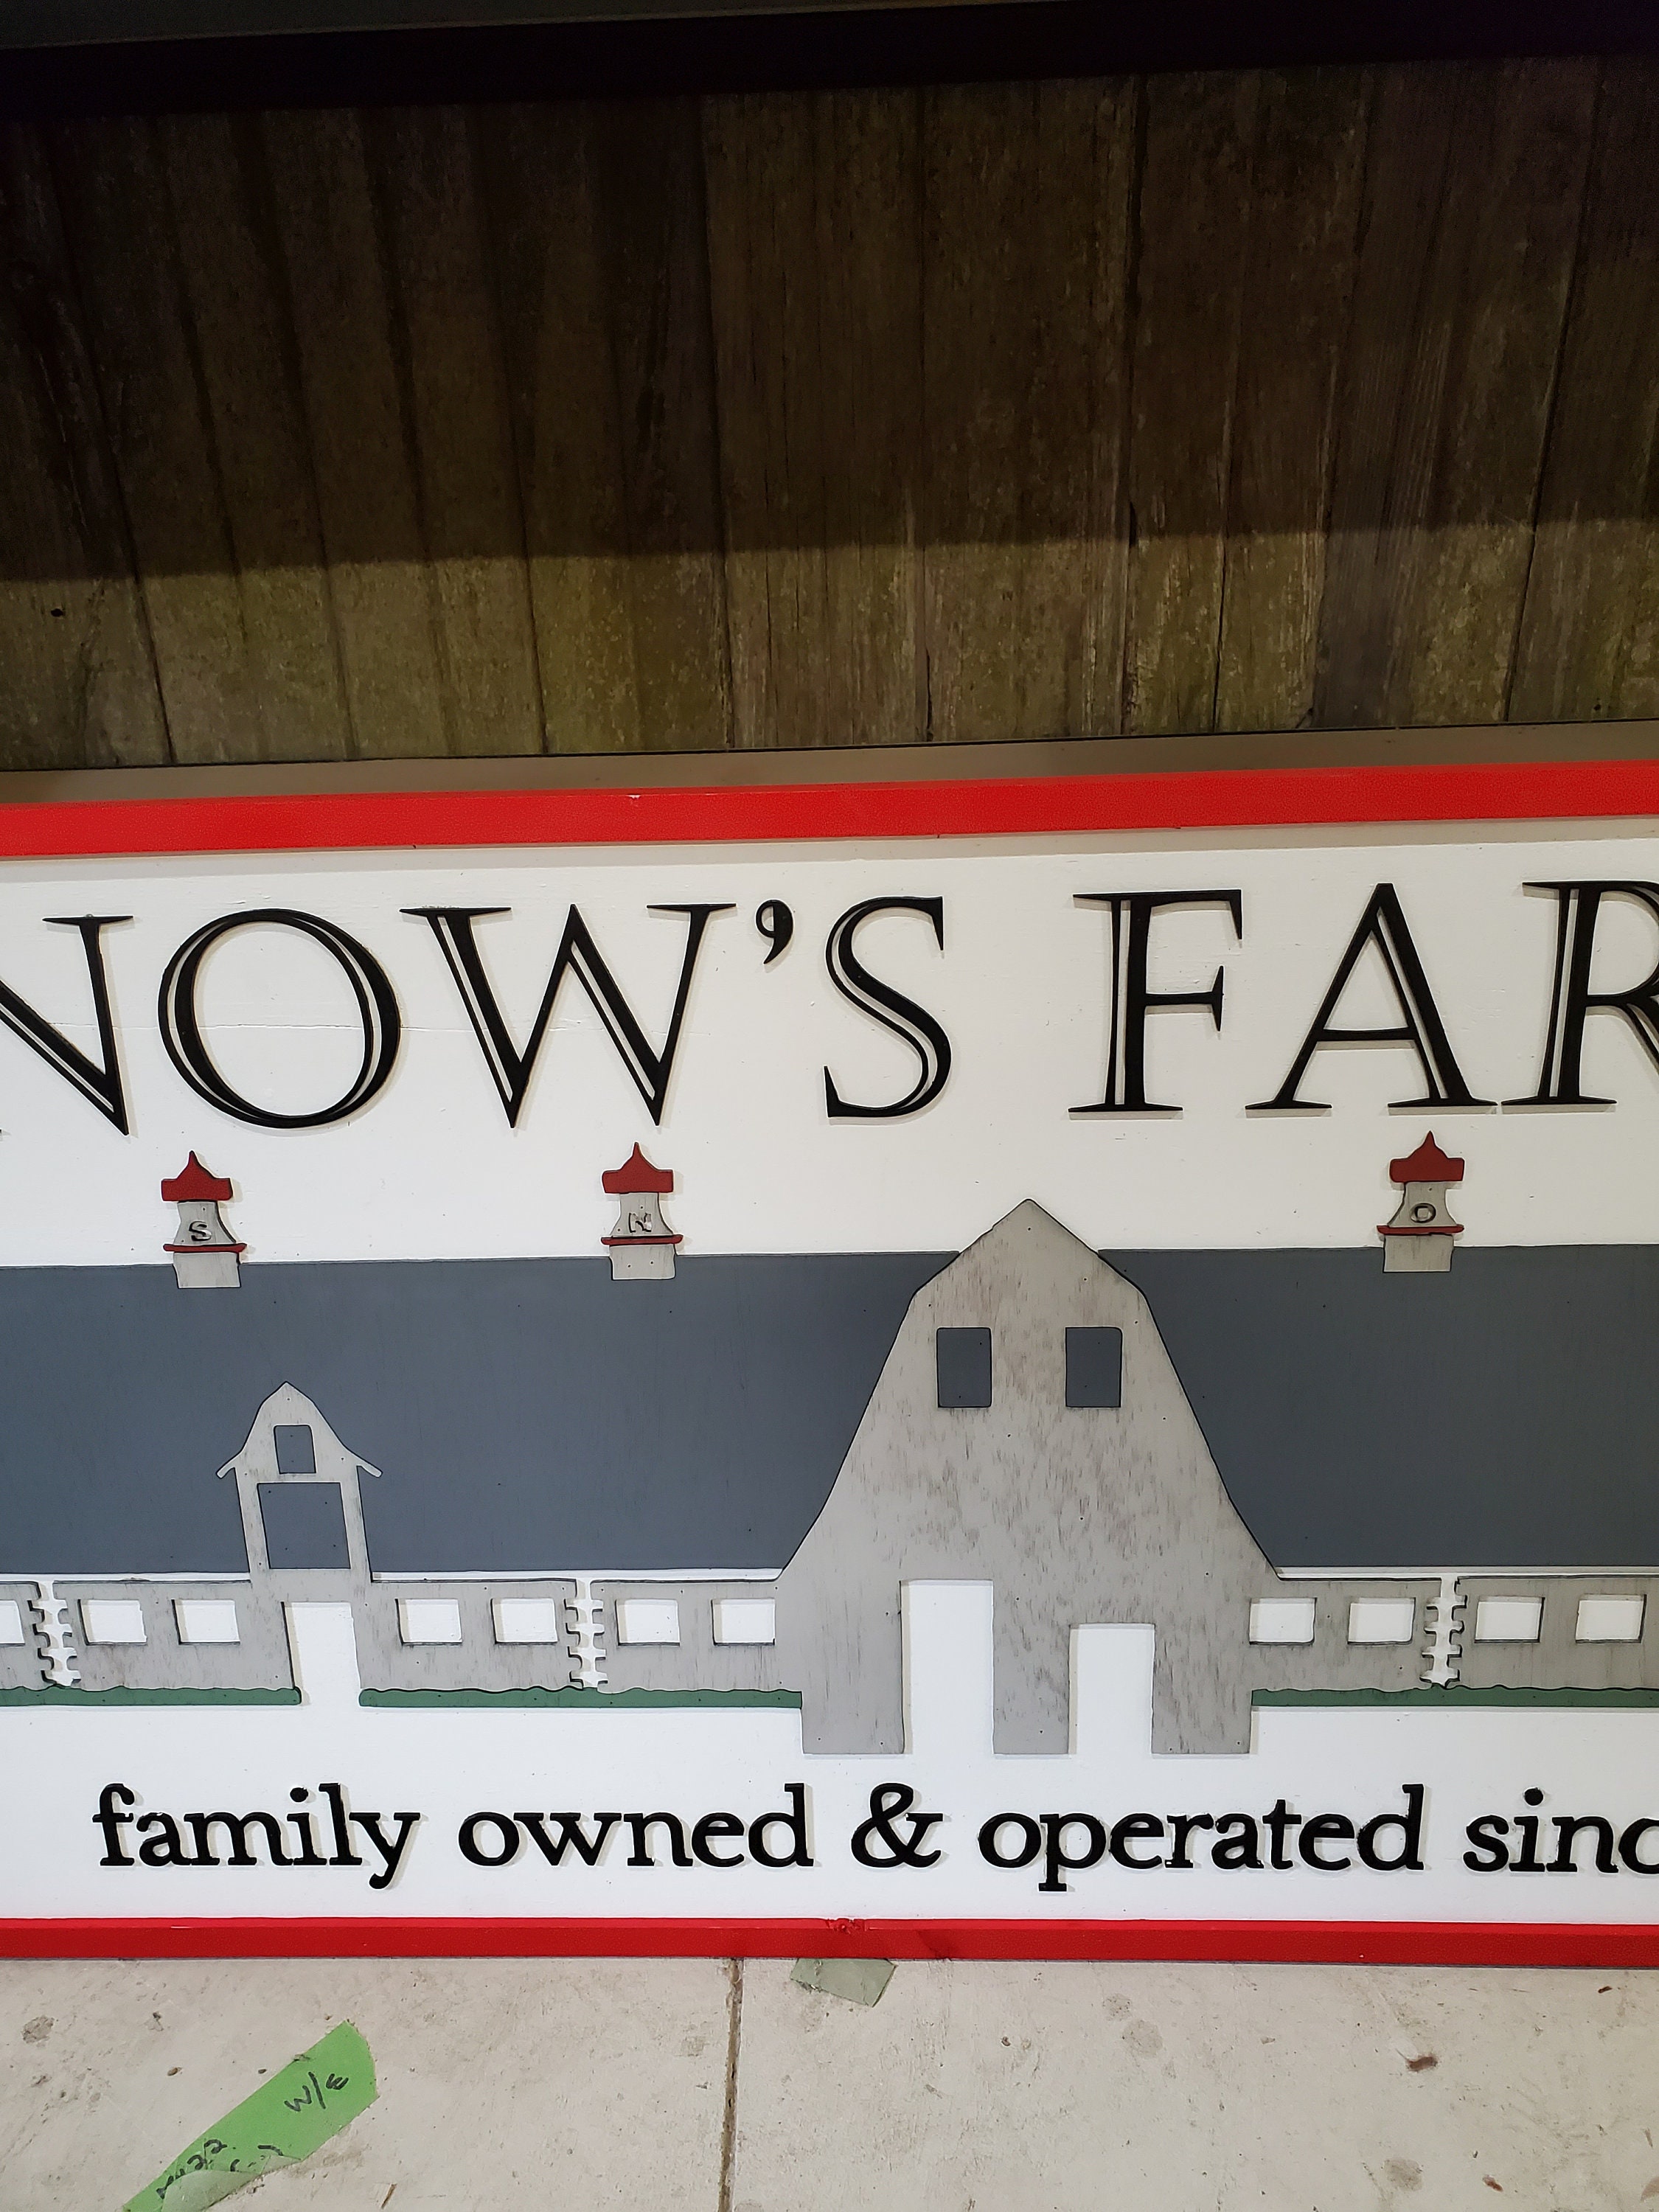 NOW'S FAR
S N O
family owned & operated sinc
W/E